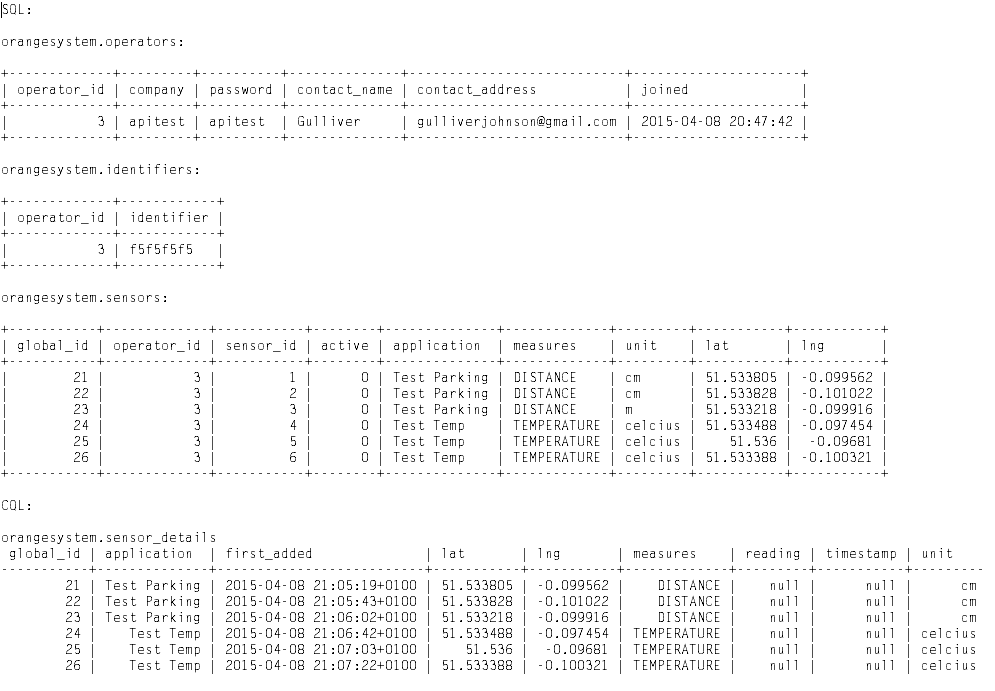 SQL:
orangesystem.operators:
+-------------+---------+----------+--------------+---------------------------+---------------------+
| operator_id | company | password | contact_name | contact_address | joined |
+-------------+---------+----------+--------------+---------------------------+---------------------+
| 3 | apitest | apitest | Gulliver | gulliverjohnson@gmail.com | 2015-04-08 20:47:42 |
+-------------+---------+----------+--------------+---------------------------+---------------------+
orangesystem.identifiers:
+-------------+------------+
| operator_id | identifier |
+-------------+------------+
| 3 | f5f5f5f5 |
+-------------+------------+
orangesystem.sensors:
+-----------+-------------+-----------+--------+--------------+-------------+---------+-----------+-----------+
| global_id | operator_id | sensor_id | active | application | measures | unit | lat | lng |
+-----------+-------------+-----------+--------+--------------+-------------+---------+-----------+-----------+
| 21 | 3 | 1 | 0 | Test Parking | DISTANCE | cm | 51.533805 | -0.099562 |
| 22 | 3 | 2 | 0 | Test Parking | DISTANCE | cm | 51.533828 | -0.101022 |
| 23 | 3 | 3 | 0 | Test Parking | DISTANCE | m | 51.533218 | -0.099916 |
| 24 | 3 | 4 | 0 | Test Temp | TEMPERATURE | celcius | 51.533488 | -0.097454 |
| 25 | 3 | 5 | 0 | Test Temp | TEMPERATURE | celcius | 51.536 | -0.09681 |
| 26 | 3 | 6 | 0 | Test Temp | TEMPERATURE | celcius | 51.533388 | -0.100321 |
+-----------+-------------+-----------+--------+--------------+-------------+---------+-----------+-----------+
CQL:
orangesystem.sensor_details
global_id | application | first_added | lat | lng | measures | reading | timestamp | unit
-----------+--------------+--------------------------+-----------+-----------+-------------+---------+-----------+---------
21 | Test Parking | 2015-04-08 21:05:19+0100 | 51.533805 | -0.099562 | DISTANCE | null | null | cm
22 | Test Parking | 2015-04-08 21:05:43+0100 | 51.533828 | -0.101022 | DISTANCE | null | null | cm
23 | Test Parking | 2015-04-08 21:06:02+0100 | 51.533218 | -0.099916 | DISTANCE | null | null | cm
24 | Test Temp | 2015-04-08 21:06:42+0100 | 51.533488 | -0.097454 | TEMPERATURE | null | null | celcius
25 | Test Temp | 2015-04-08 21:07:03+0100 | 51.536 | -0.09681 | TEMPERATURE | null | null | celcius
26 | Test Temp | 2015-04-08 21:07:22+0100 | 51.533388 | -0.100321 | TEMPERATURE | null | null | celcius